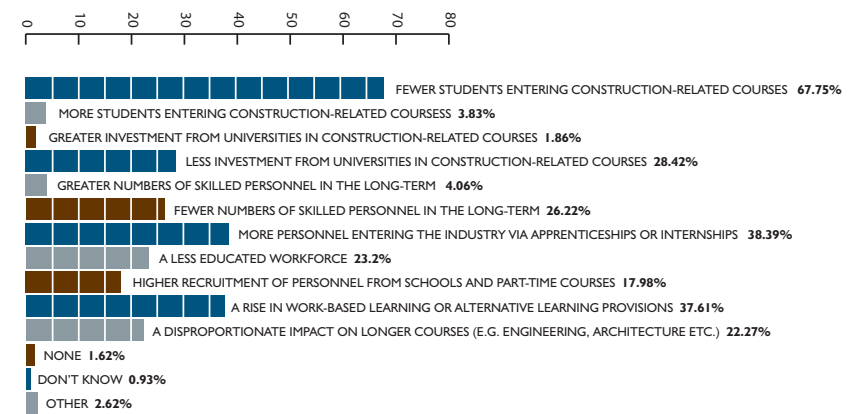 0 10 20 30 40 50 60 70 80
FEWER STUDENTS ENTERING CONSTRUCTION-RELATED COURSES 67.75%
MORE STUDENTS ENTERING CONSTRUCTION-RELATED COURSESS 3.83%
GREATER INVESTMENT FROM UNIVERSITIES IN CONSTRUCTION-RELATED COURSES 1.86%
LESS INVESTMENT FROM UNIVERSITIES IN CONSTRUCTION-RELATED COURSES 28.42%
GREATER NUMBERS OF SKILLED PERSONNEL IN THE LONG-TERM 4.06%
FEWER NUMBERS OF SKILLED PERSONNEL IN THE LONG-TERM 26.22%
MORE PERSONNEL ENTERING THE INDUSTRY VIA APPRENTICESHIPS OR INTERNSHIPS 38.39%
A LESS EDUCATED WORKFORCE 23.2%
HIGHER RECRUITMENT OF PERSONNEL FROM SCHOOLS AND PART-TIME COURSES 17.98%
A RISE IN WORK-BASED LEARNING OR ALTERNATIVE LEARNING PROVISIONS 37.61%
A DISPROPORTIONATE IMPACT ON LONGER COURSES (E.G. ENGINEERING, ARCHITECTURE ETC.) 22.27%
NONE 1.62%
DON'T KNOW 0.93%
OTHER 2.62%